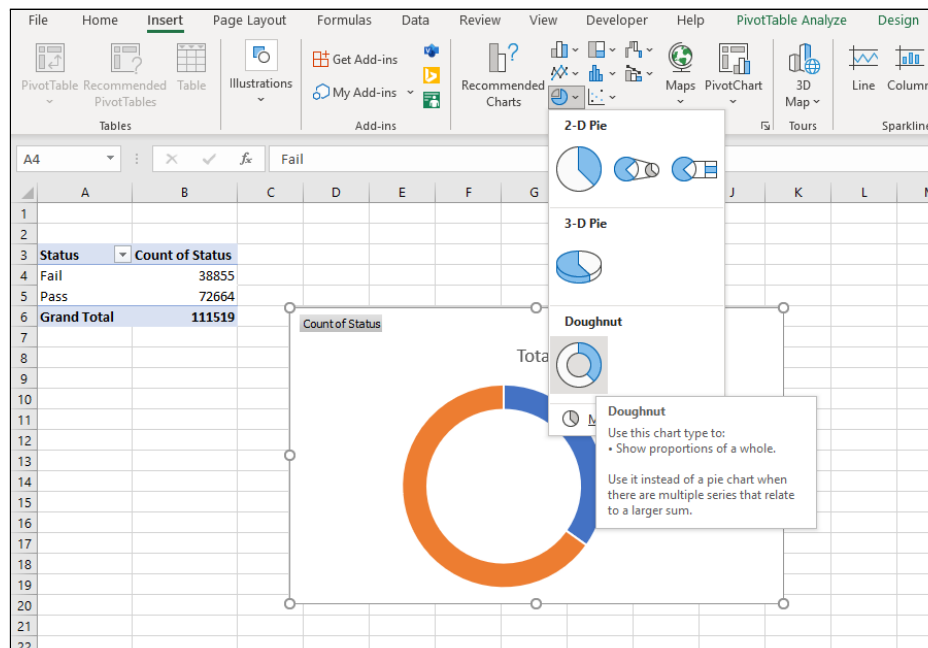 File Home Insert Page Layout Formulas Data Review View Developer Help PivotTable Analyze Design
PivotTable Recommended PivotTables Table
Illustrations
Get Add-ins
My Add-ins
Recommended Charts
Maps PivotChart
3D Map
Line Column
Tables Add-ins Tours Sparkline
A4 fx Fail
2-D Pie
3-D Pie
Doughnut
A B C D E F G J K L
1
2
3 Status Count of Status
4 Fail 38855
5 Pass 72664
6 Grand Total 111519
7
8
9
10
11
12
13
14
15
16
17
18
19
20
21
22
Count of Status
Tota
M
Doughnut
Use this chart type to:
• Show proportions of a whole.
Use it instead of a pie chart when
there are multiple series that relate
to a larger sum.